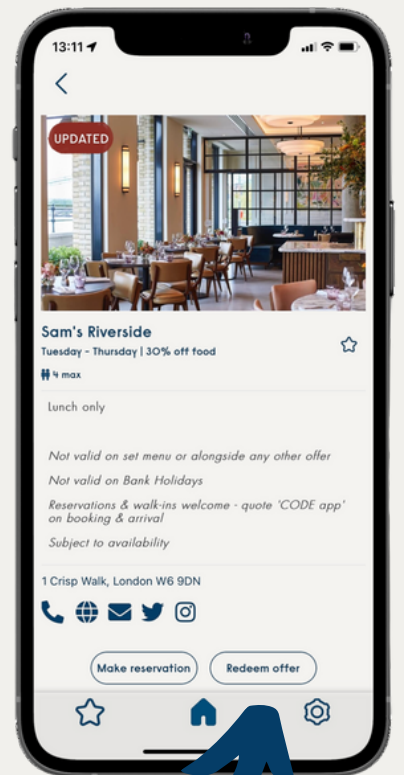 13:11
UPDATED
Sam's Riverside
Tuesday - Thursday | 30% off food
4 max
Lunch only
Not valid on set menu or alongside any other offer
Not valid on Bank Holidays
Reservations & walk-ins welcome - quote 'CODE app'
on booking & arrival
Subject to availability
1 Crisp Walk, London W6 9DN
Make reservation
Redeem offer